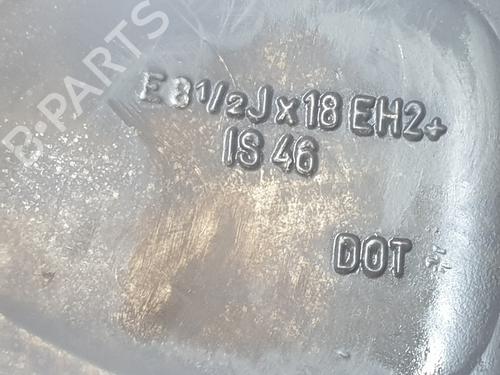 B-PARTS
E 8 1/2 J x 18 EH2+
IS 46
DOT